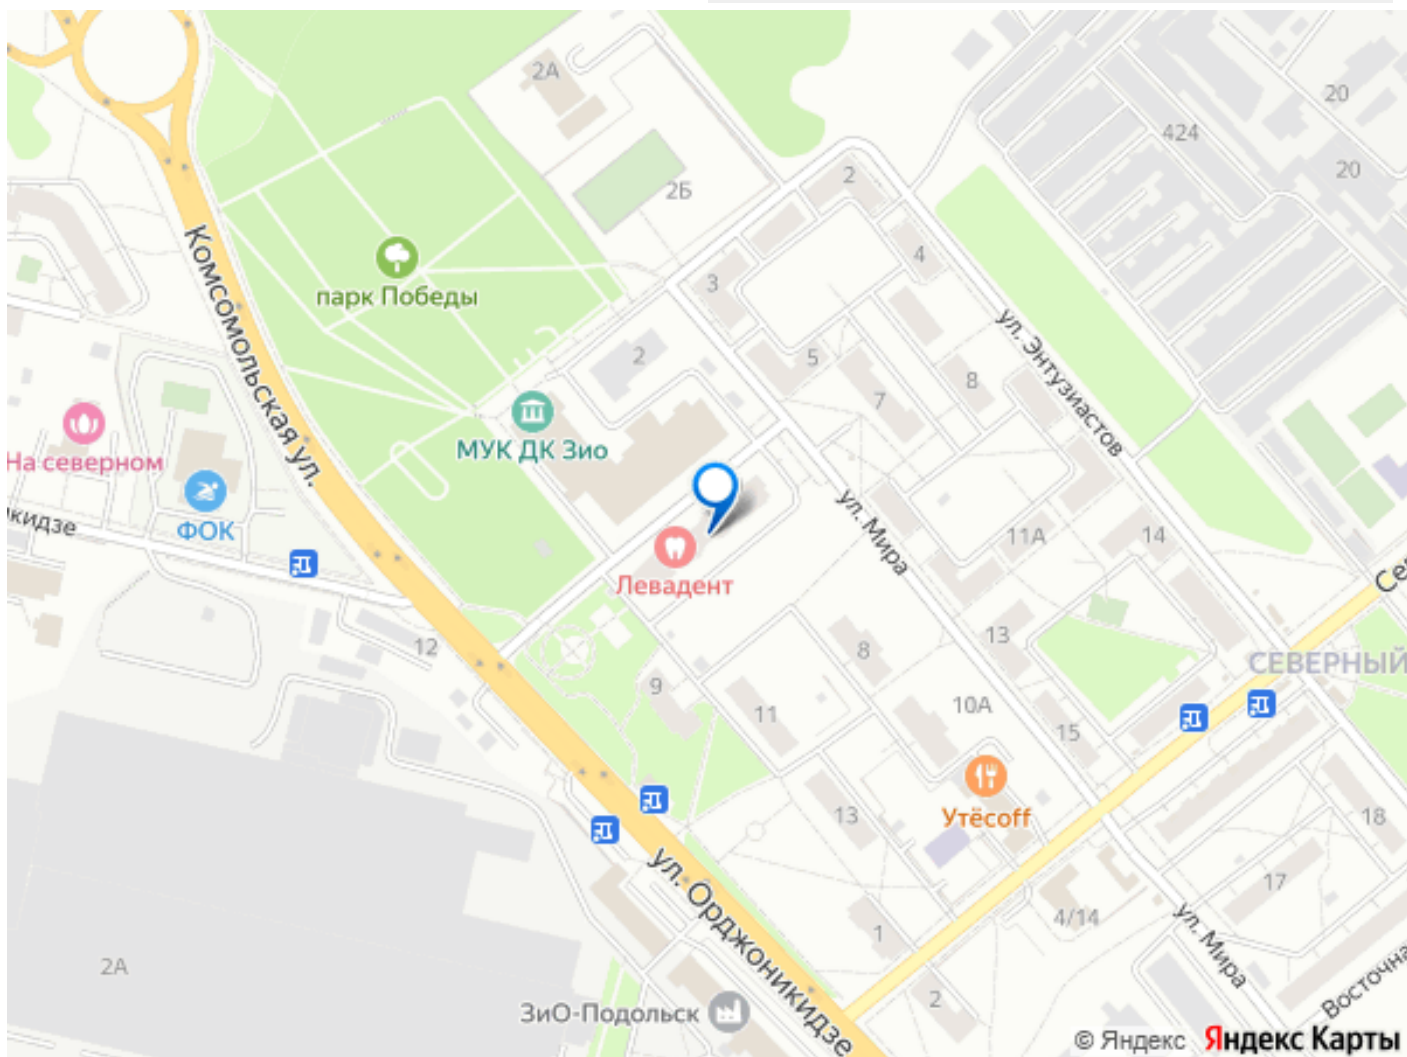 2А
20
424
20
2Б
2
4
3
парк Победы
Комсомольская ул.
ул. Энтузиастов
2
5
8
7
МУК ДК Зио
На северном
ФОК
кидзе
ул. Мира
11А
14
Левадент
Се
12
13
8
СЕВЕРНЫЙ
9
11
10А
15
Утёсoff
13
18
17
ул. Орджоникидзе
4/14
1
ул. Мира
2А
2
Восточна
ЗиО-Подольск
© Яндекс Яндекс Карты